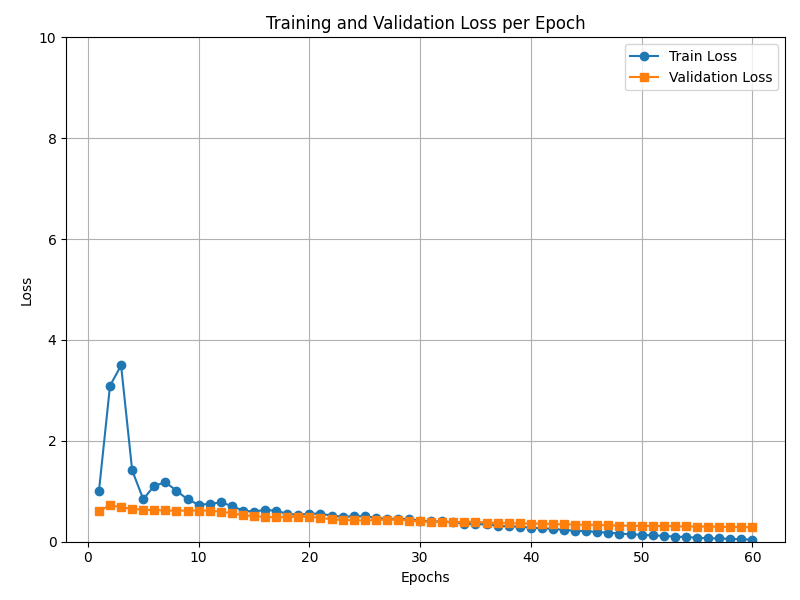 Training and Validation Loss per Epoch
Train Loss
Validation Loss
10
8
6
4
2
0
Loss
0 10 20 30 40 50 60
Epochs